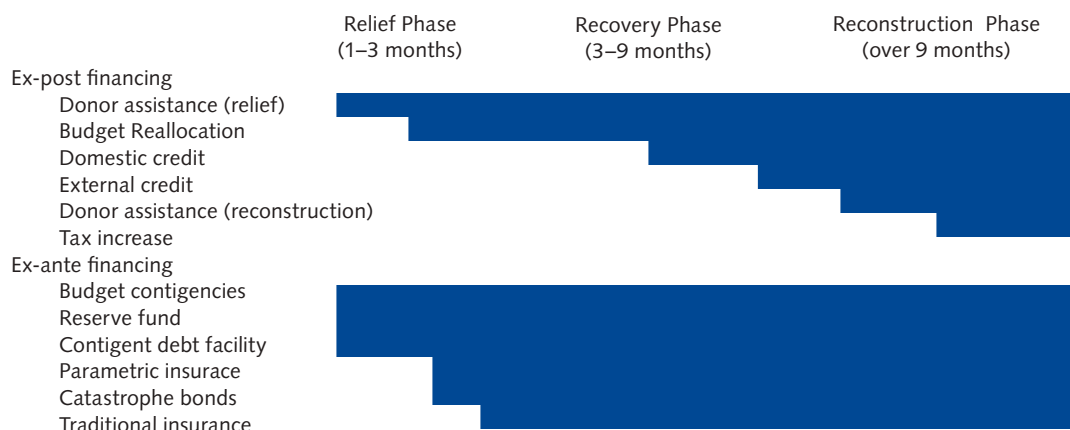 Relief Phase
(1–3 months)
Recovery Phase
(3–9 months)
Reconstruction Phase
(over 9 months)
Ex-post financing
Donor assistance (relief)
Budget Reallocation
Domestic credit
External credit
Donor assistance (reconstruction)
Tax increase
Ex-ante financing
Budget contigencies
Reserve fund
Contigent debt facility
Parametric insurace
Catastrophe bonds
Traditional insurance